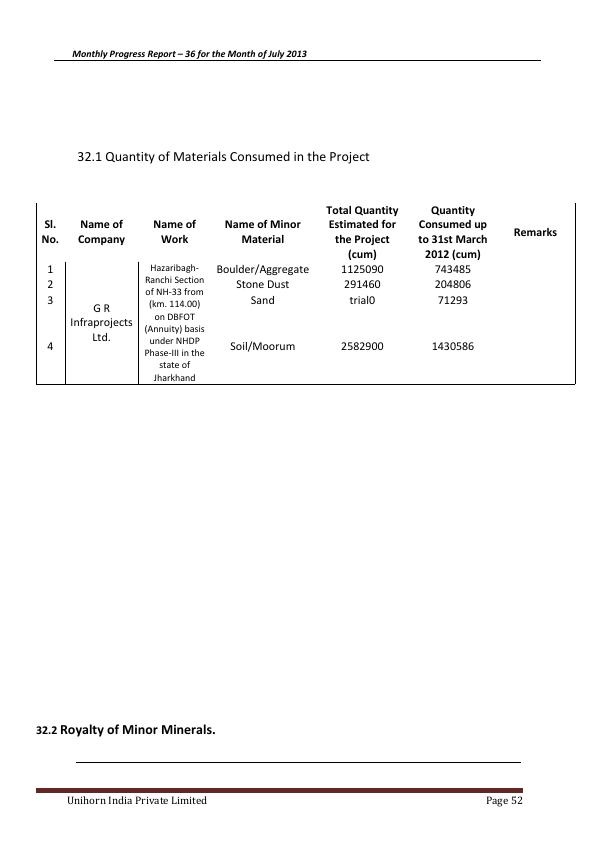 Monthly Progress Report – 36 for the Month of July 2013
32.1 Quantity of Materials Consumed in the Project
Sl. No. Name of Company Name of Work Name of Minor Material Total Quantity Estimated for the Project (cum) Quantity Consumed up to 31st March 2012 (cum) Remarks
1 G R Infraprojects Ltd. Hazaribagh-Ranchi Section of NH-33 from (km. 114.00) on DBFOT (Annuity) basis under NHDP Phase-III in the state of Jharkhand Boulder/Aggregate 1125090 743485
2 Stone Dust 291460 204806
3 Sand trial0 71293
4 Soil/Moorum 2582900 1430586
32.2 Royalty of Minor Minerals.
Unihorn India Private Limited Page 52